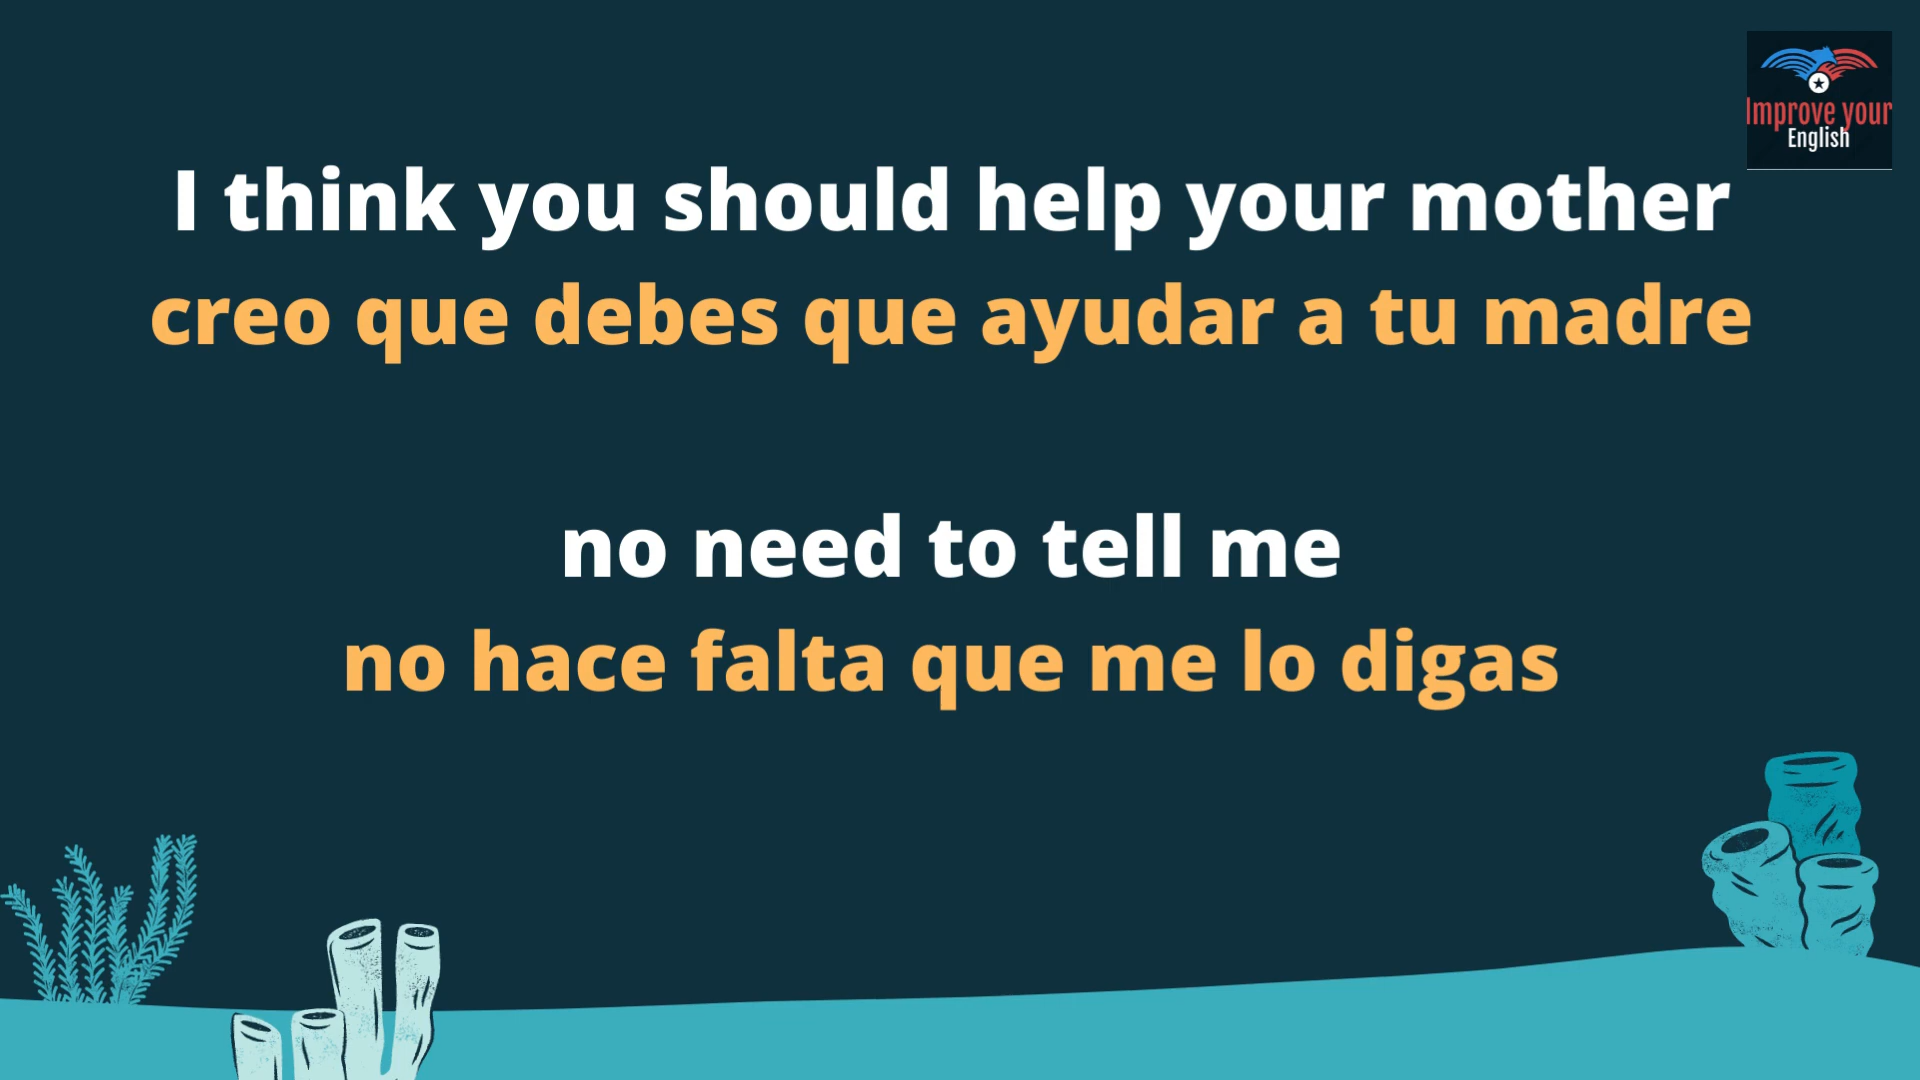 Improve your
English
I think you should help your mother
creo que debes que ayudar a tu madre
no need to tell me
no hace falta que me lo digas